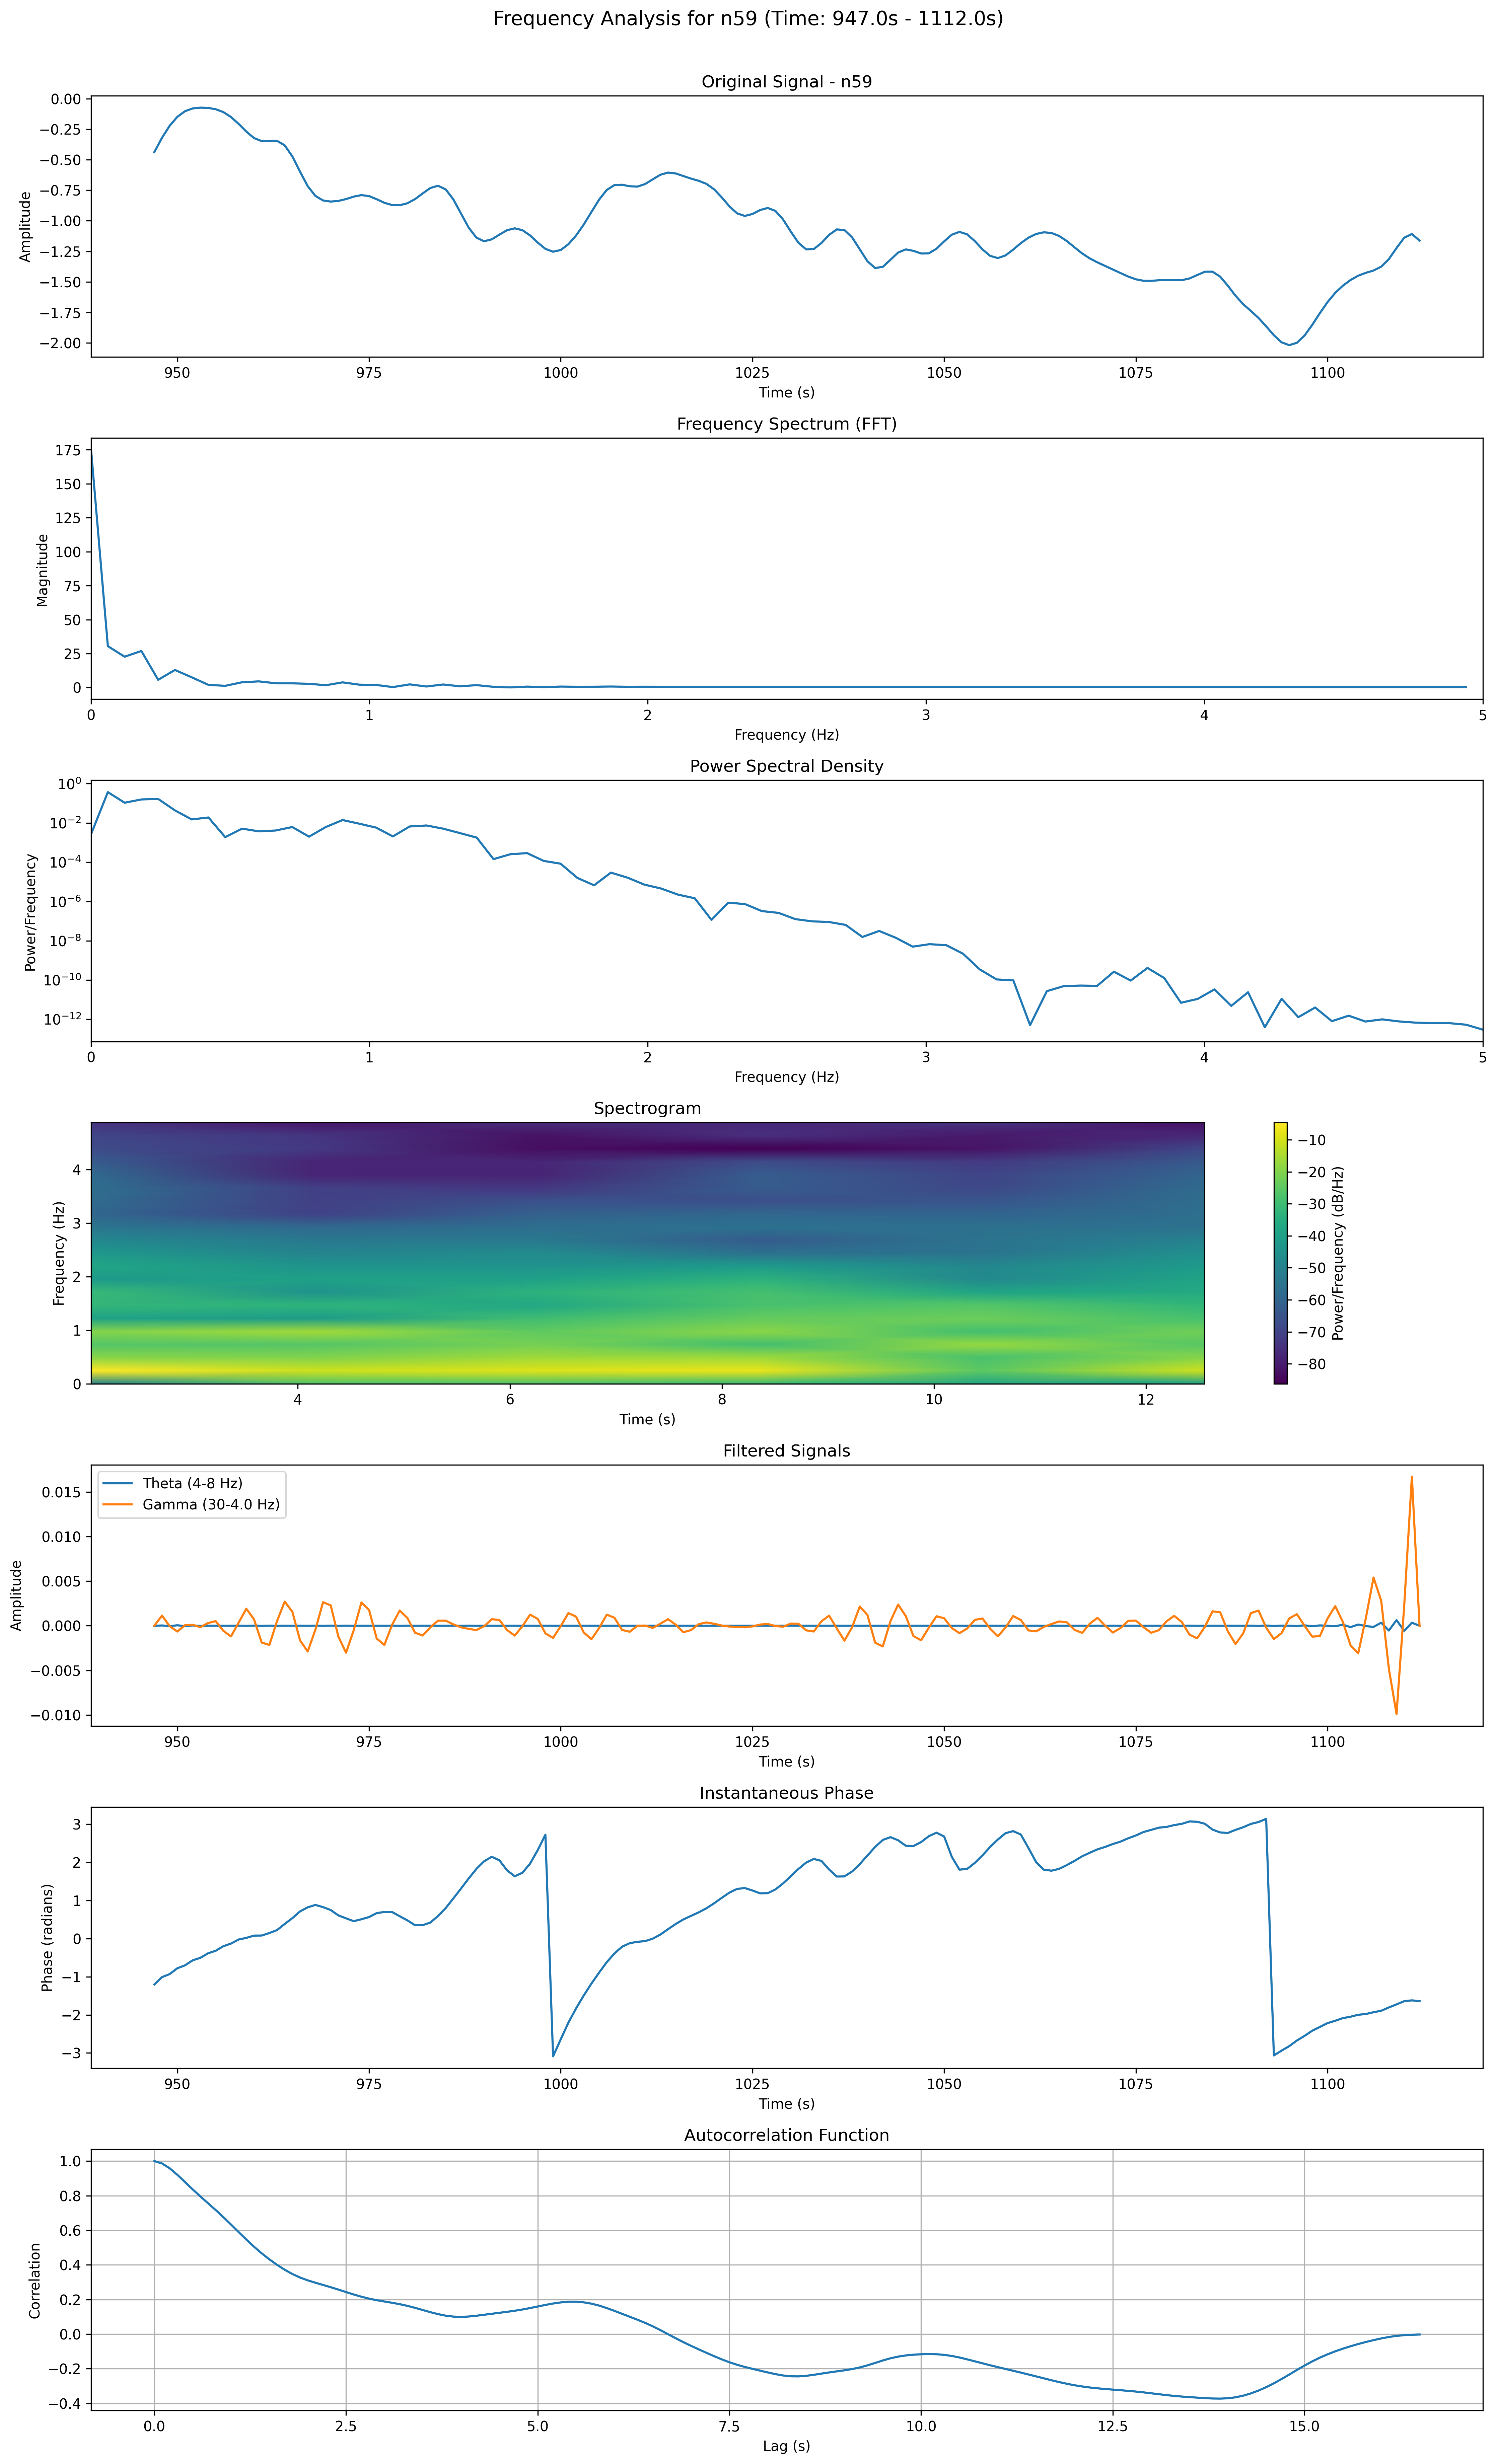 Frequency Analysis for n59 (Time: 947.0s - 1112.0s)
Original Signal - n59
Amplitude
0.00
−0.25
−0.50
−0.75
−1.00
−1.25
−1.50
−1.75
−2.00
950 975 1000 1025 1050 1075 1100
Time (s)
Frequency Spectrum (FFT)
Magnitude
175
150
125
100
75
50
25
0
0 1 2 3 4 5
Frequency (Hz)
Power Spectral Density
Power/Frequency
10⁰
10⁻²
10⁻⁴
10⁻⁶
10⁻⁸
10⁻¹⁰
10⁻¹²
0 1 2 3 4 5
Frequency (Hz)
Spectrogram
Frequency (Hz)
4
3
2
1
0
4 6 8 10 12
Time (s)
−10
−20
−30
−40
−50
−60
−70
−80
Power/Frequency (dB/Hz)
Filtered Signals
Theta (4-8 Hz)
Gamma (30-4.0 Hz)
Amplitude
0.015
0.010
0.005
0.000
−0.005
−0.010
950 975 1000 1025 1050 1075 1100
Time (s)
Instantaneous Phase
Phase (radians)
3
2
1
0
−1
−2
−3
950 975 1000 1025 1050 1075 1100
Time (s)
Autocorrelation Function
Correlation
1.0
0.8
0.6
0.4
0.2
0.0
−0.2
−0.4
0.0 2.5 5.0 7.5 10.0 12.5 15.0
Lag (s)